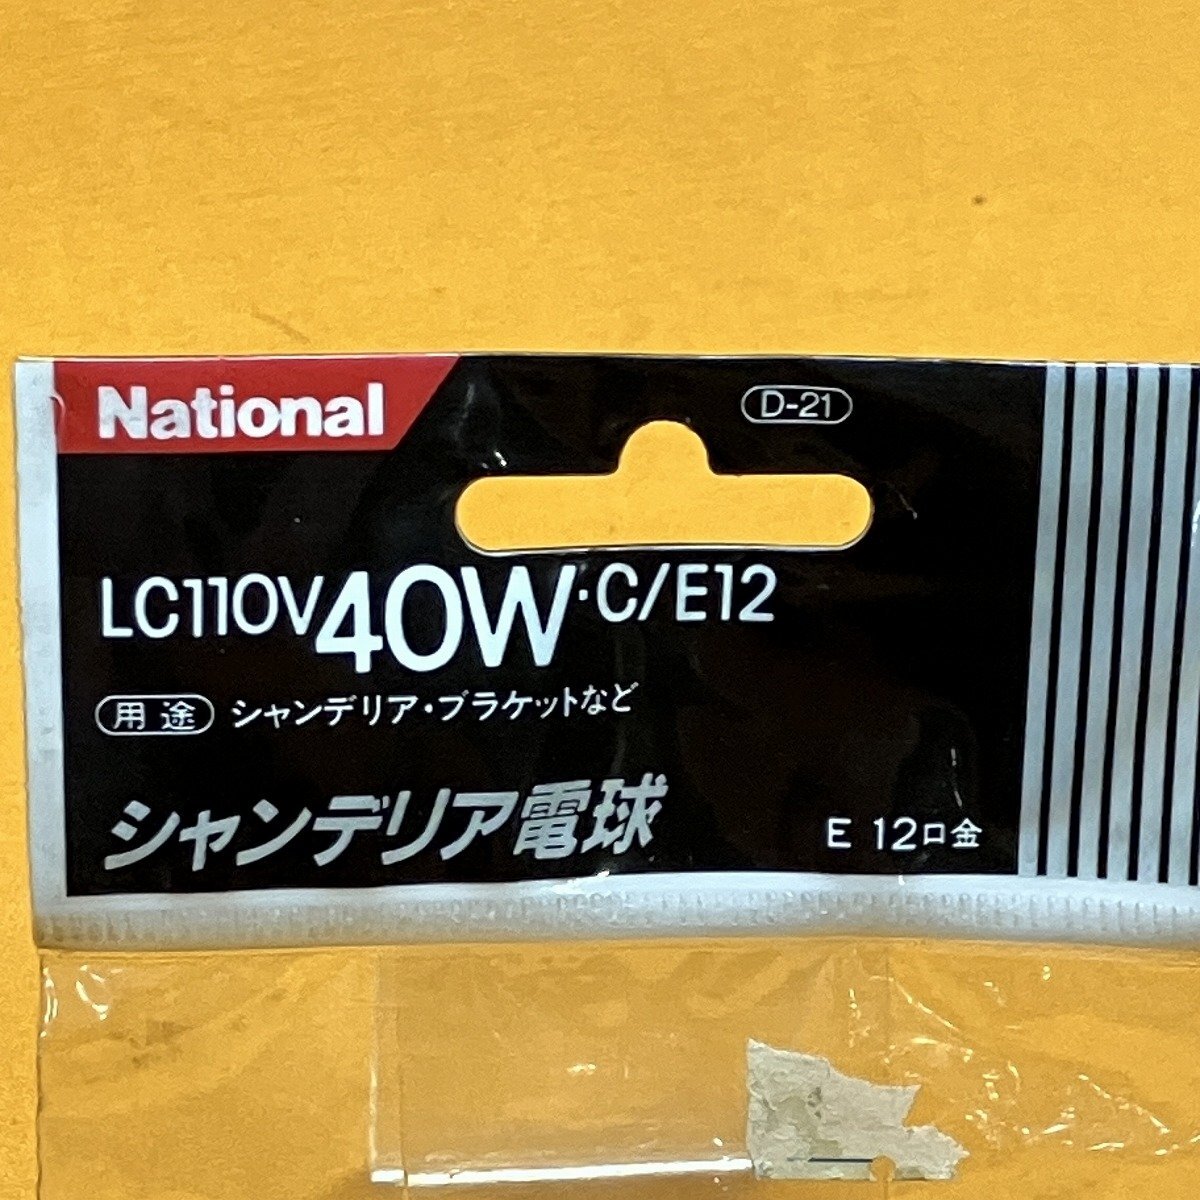 National
D-21
LC110V40W・C/E12
用途 シャンデリア・ブラケットなど
シャンデリア電球
E 12口金